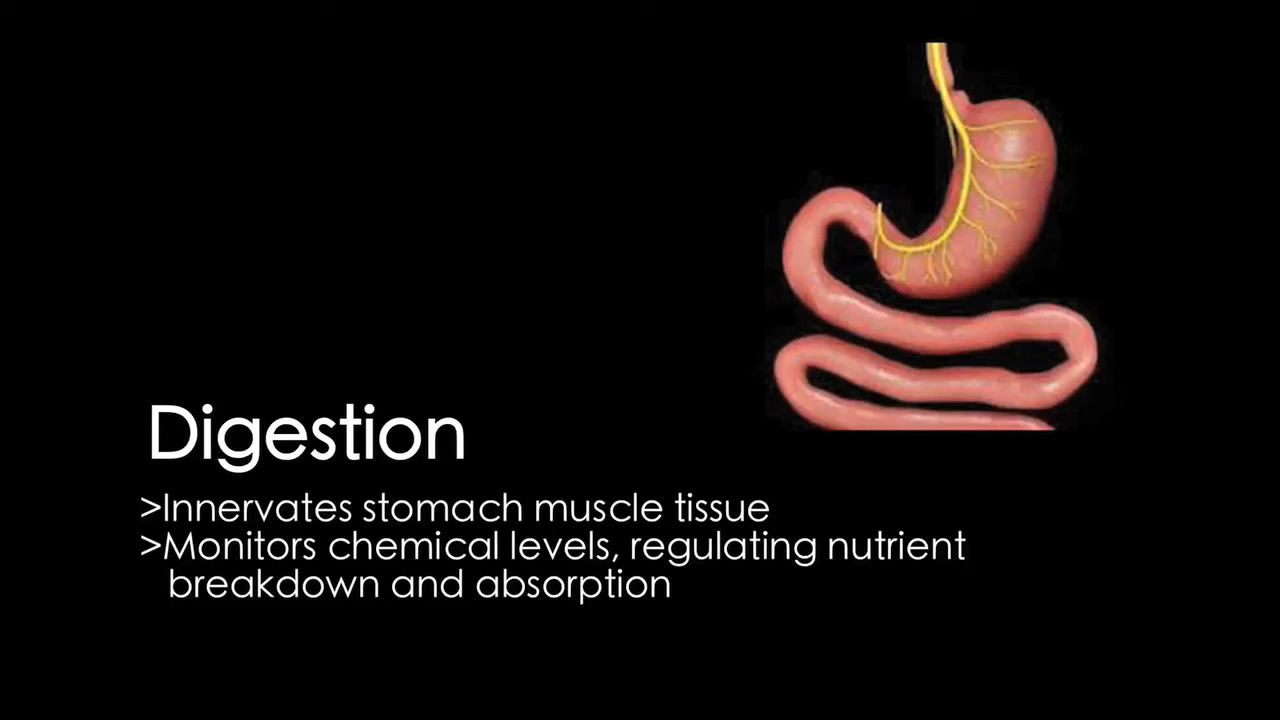 Digestion
>Innervates stomach muscle tissue
>Monitors chemical levels, regulating nutrient
breakdown and absorption